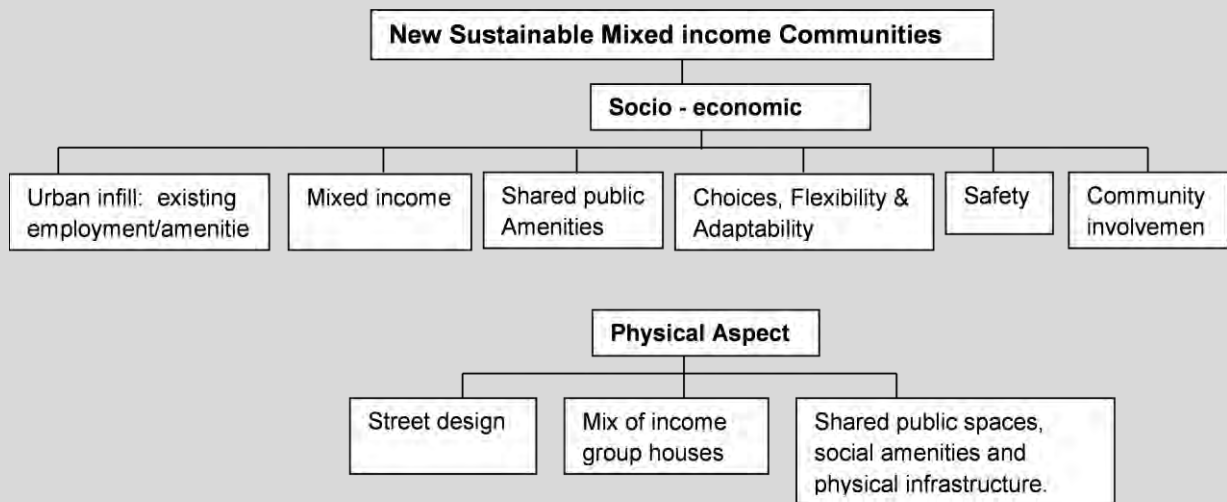 New Sustainable Mixed income Communities
Socio - economic
Urban infill: existing
employment/amenitie
Mixed income
Shared public
Amenities
Choices, Flexibility &
Adaptability
Safety
Community
involvemen
Physical Aspect
Street design
Mix of income
group houses
Shared public spaces,
social amenities and
physical infrastructure.